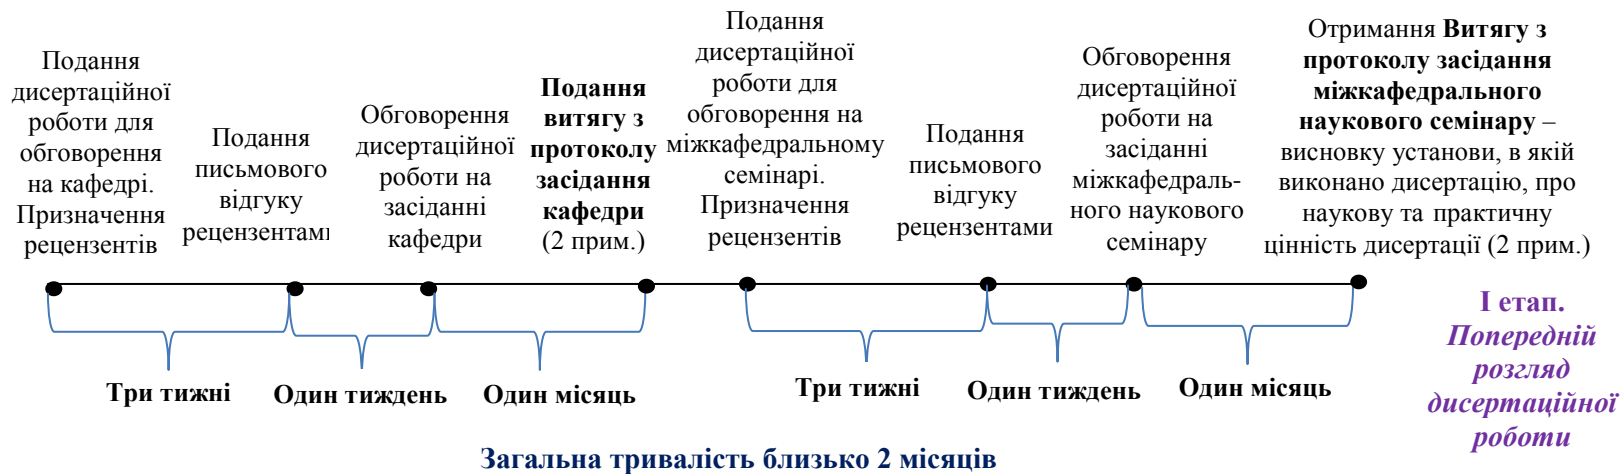 Подання
дисертаційної
роботи для
обговорення
на кафедрі.
Призначення
рецензентів
Подання
письмового
відгуку
рецензентами
Обговорення
дисертаційної
роботи на
засіданні
кафедри
Подання
витягу з
протоколу
засідання
кафедри
(2 прим.)
Подання
дисертаційної
роботи для
обговорення на
міжкафедральному
семінарі.
Призначення
рецензентів
Подання
письмового
відгуку
рецензентами
Обговорення
дисертаційної
роботи на
засіданні
міжкафедраль-
ного наукового
семінару
Отримання Витягу з
протоколу засідання
міжкафедрального
наукового семінару –
висновку установи, в якій
виконано дисертацію, про
наукову та практичну
цінність дисертації (2 прим.)
Три тижні
Один тиждень
Один місяць
Три тижні
Один тиждень
Один місяць
І етап.
Попередній
розгляд
дисертаційної
роботи
Загальна тривалість близько 2 місяців